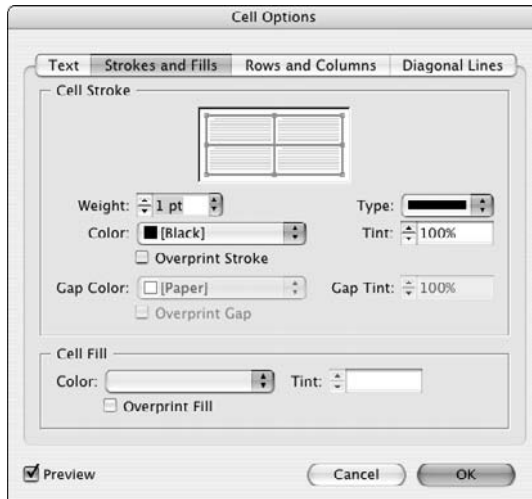 Cell Options
Text Strokes and Fills Rows and Columns Diagonal Lines
Cell Stroke
Weight: 1 pt Type:
Color: [Black] Tint: 100%
Overprint Stroke
Gap Color: [Paper] Gap Tint: 100%
Overprint Gap
Cell Fill
Color: Tint:
Overprint Fill
Preview Cancel OK